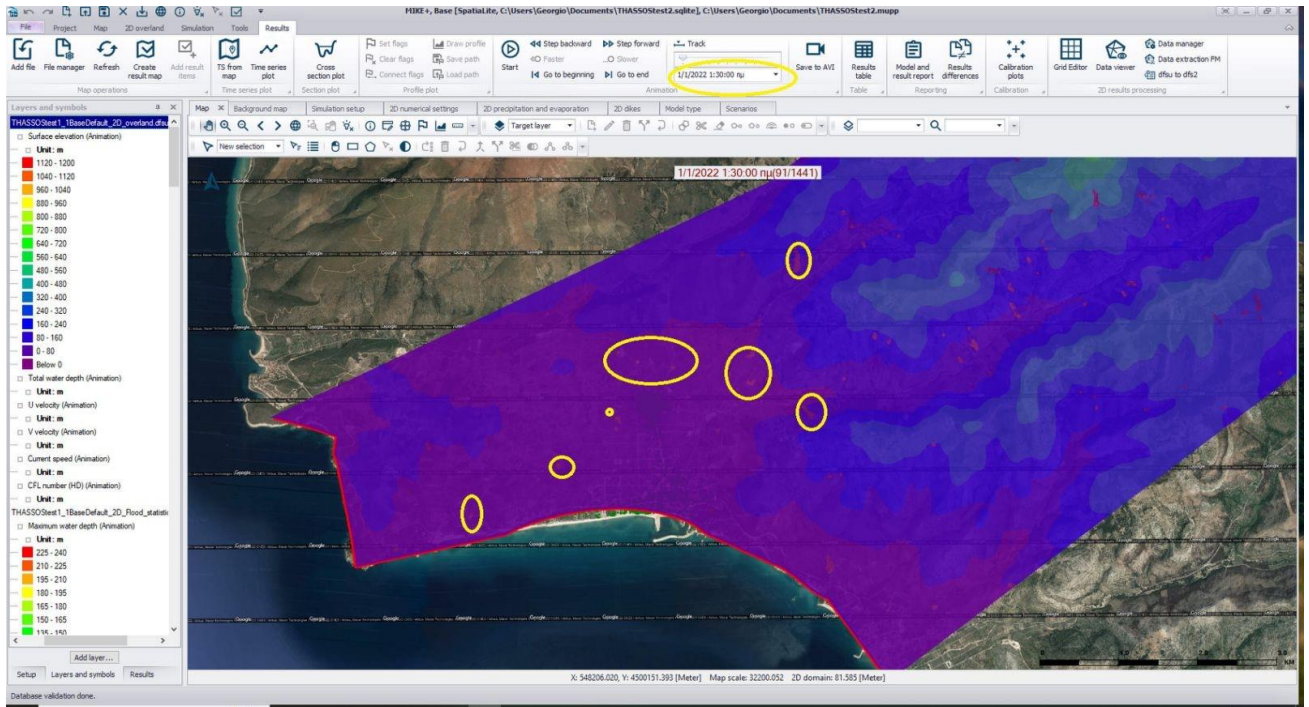 MIKE+, Base [SpatiaLite, C:\Users\Georgio\Documents\THASSOStest2.sqlite], C:\Users\Georgio\Documents\THASSOStest2.mupp
File Project Map 2D overland Simulation Tools Results
Set flags Draw profile Step backward Step forward Track Data manager
Clear flags Save path Faster Slower Data extraction FM
Connect flags Load path Go to beginning Go to end 1/1/2022 1:30:00 πμ dfsu to dfs2
Add file File manager Refresh Create result map Add result items TS from map Time series plot Cross section plot Start Save to AVI Results table Model and result report Results differences Calibration plots Grid Editor Data viewer
Map operations Time series plot Section plot Profile plot Animation Table Reporting Calibration 2D results processing
Layers and symbols
Map Background map Simulation setup 2D numerical settings 2D precpitation and evaporation 2D dikes Model type Scenarios
Target layer
New selection
THASSOStest1_1BaseDefault_2D_overland.dfsu
Surface elevation (Animation)
Unit: m
1120 - 1200
1040 - 1120
960 - 1040
880 - 960
800 - 880
720 - 800
640 - 720
560 - 640
480 - 560
400 - 480
320 - 400
240 - 320
160 - 240
80 - 160
0 - 80
Below 0
Total water depth (Animation)
Unit: m
U velocity (Animation)
Unit: m
V velocity (Animation)
Unit: m
Current speed (Animation)
Unit: m
CFL number (HD) (Animation)
Unit: m
THASSOStest1_1BaseDefault_2D_Flood_statistic
Maximum water depth (Animation)
Unit: m
225 - 240
210 - 225
195 - 210
180 - 195
165 - 180
150 - 165
135 - 150
Add layer...
Setup Layers and symbols Results
1/1/2022 1:30:00 πμ(91/1441)
KM
X: 548206.020, Y: 4500151.393 [Meter] Map scale: 32200.052 2D domain: 81.585 [Meter]
Database validation done.